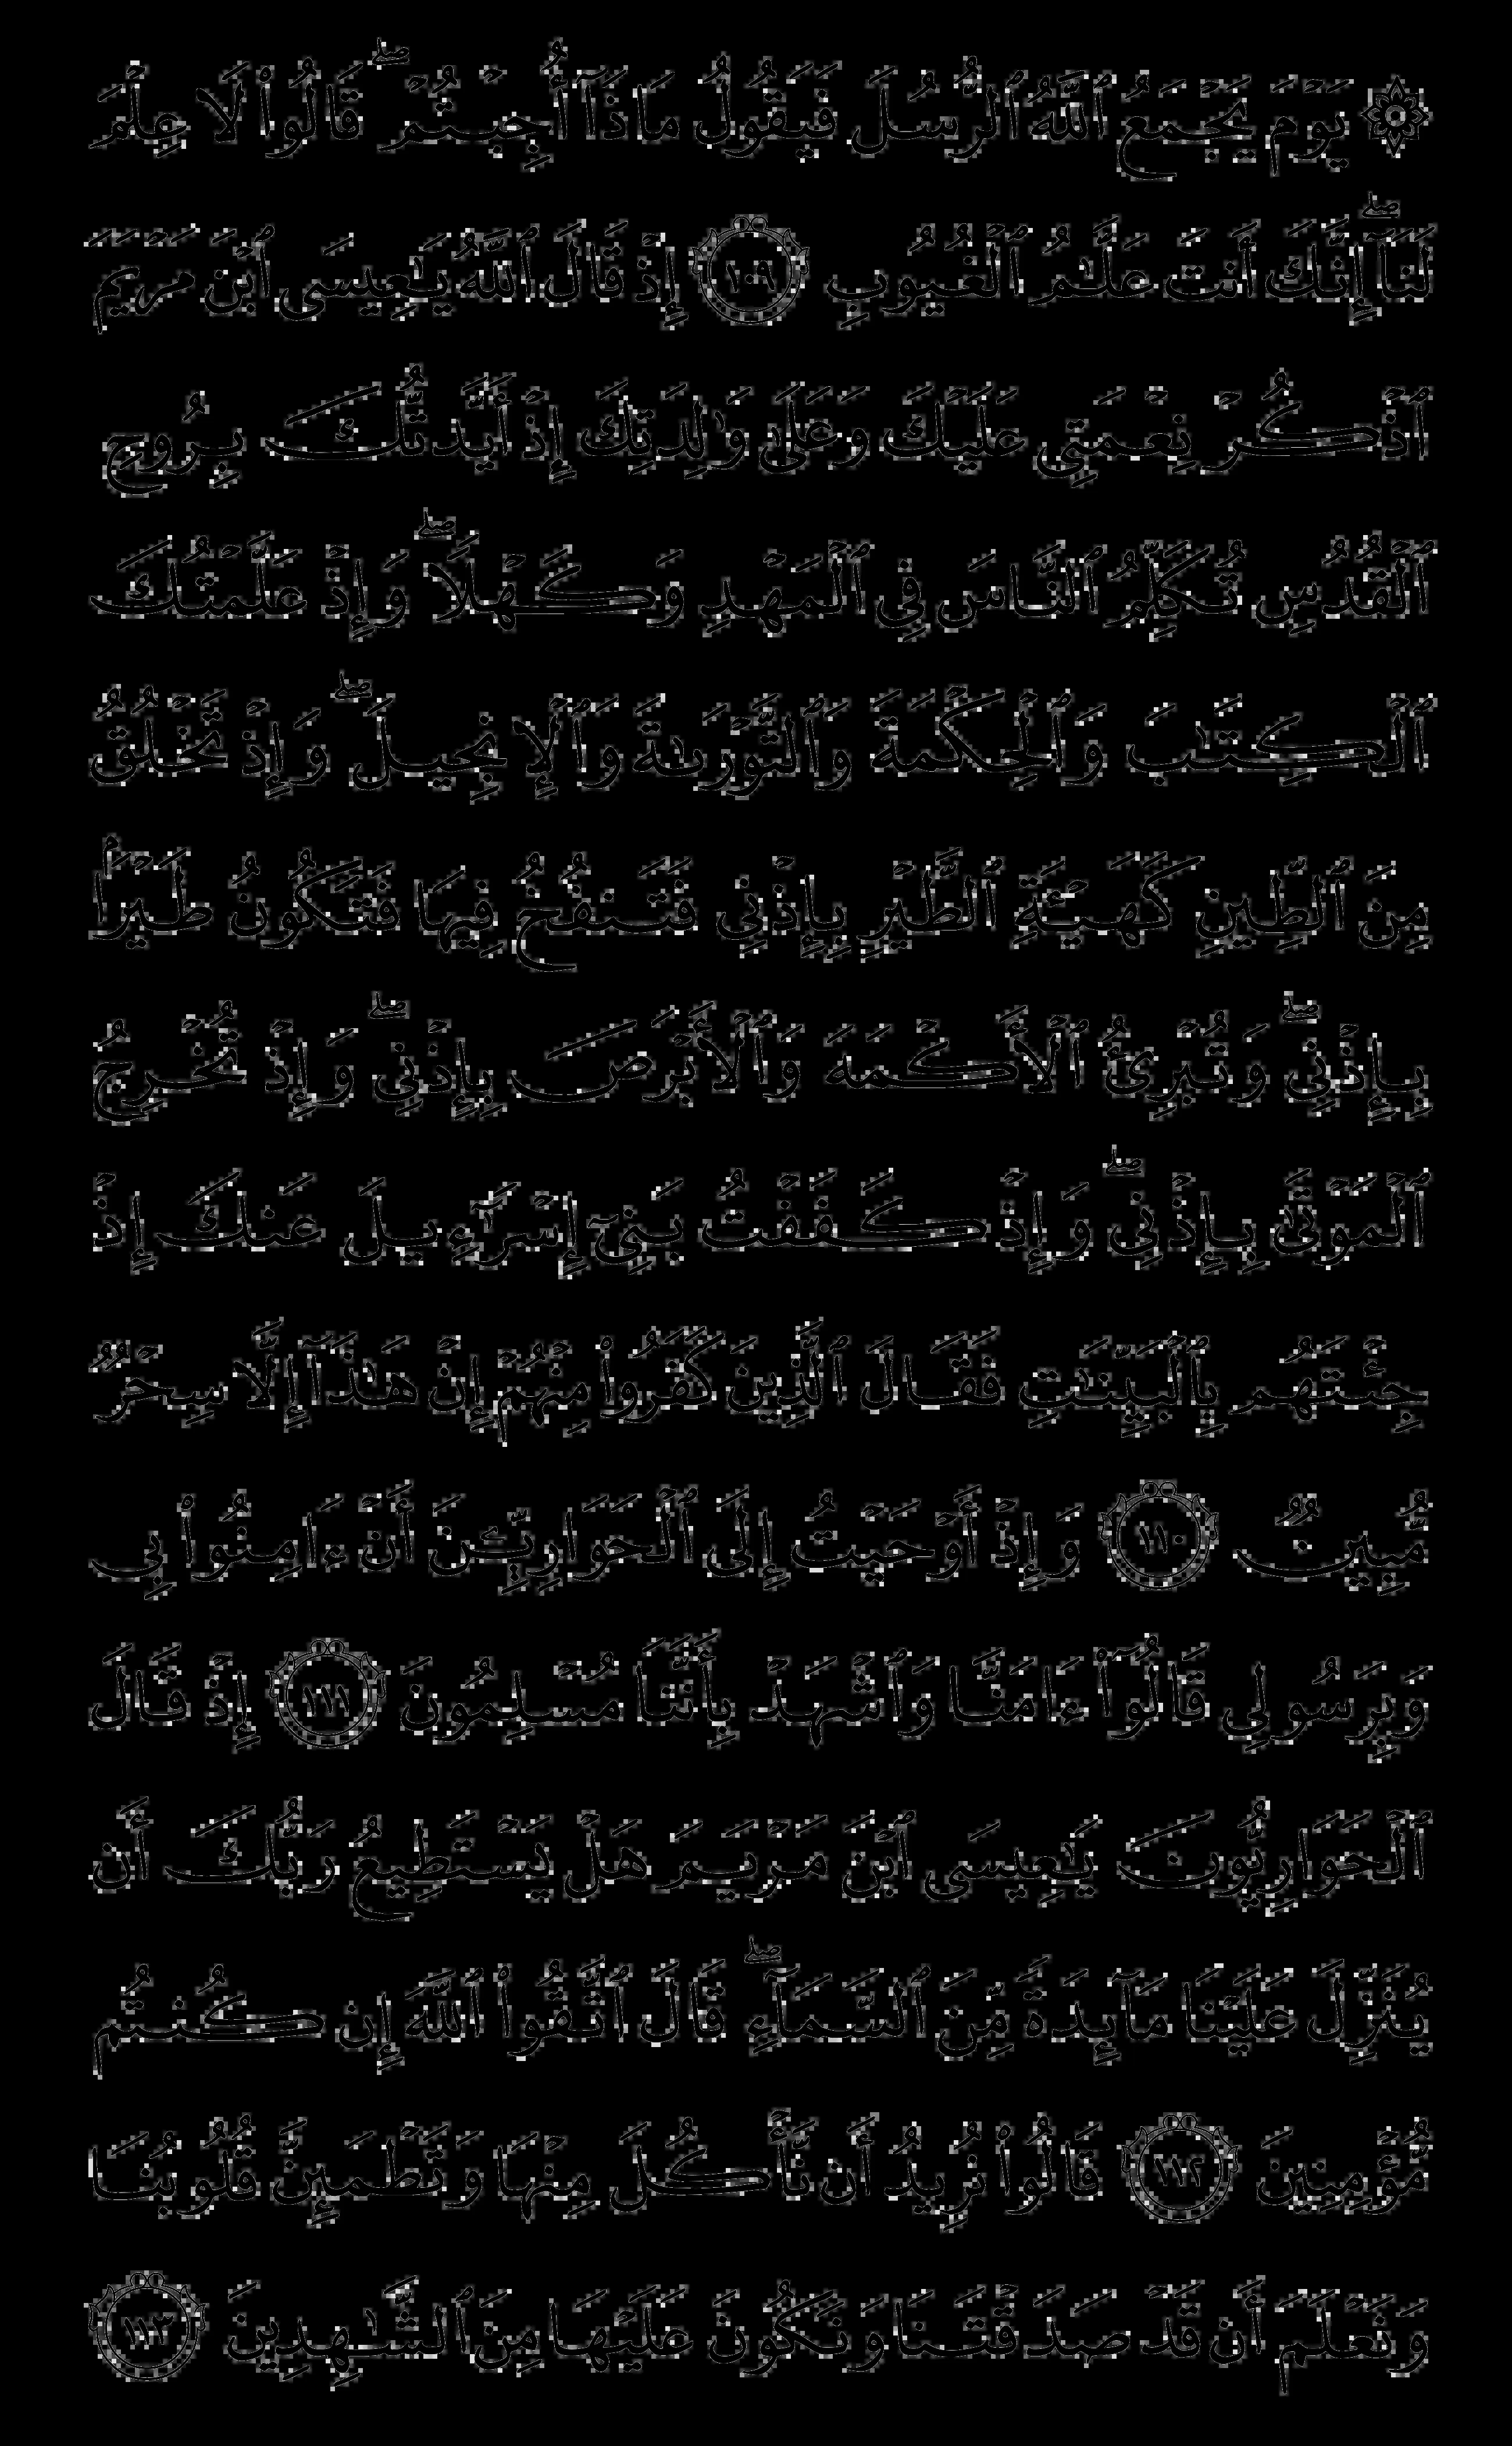 ۞ يَوۡمَ يَجۡمَعُ ٱللَّهُ ٱلرُّسُلَ فَيَقُولُ مَاذَآ أُجِبۡتُمۡۖ قَالُواْ لَا عِلۡمَ
لَنَآۖ إِنَّكَ أَنتَ عَلَّٰمُ ٱلۡغُيُوبِ ١٠٩ إِذۡ قَالَ ٱللَّهُ يَٰعِيسَى ٱبۡنَ مَرۡيَمَ
ٱذۡكُرۡ نِعۡمَتِي عَلَيۡكَ وَعَلَىٰ وَٰلِدَتِكَ إِذۡ أَيَّدتُّكَ بِرُوحِ
ٱلۡقُدُسِ تُكَلِّمُ ٱلنَّاسَ فِي ٱلۡمَهۡدِ وَكَهۡلٗاۖ وَإِذۡ عَلَّمۡتُكَ
ٱلۡكِتَٰبَ وَٱلۡحِكۡمَةَ وَٱلتَّوۡرَىٰةَ وَٱلۡإِنجِيلَۖ وَإِذۡ تَخۡلُقُ
مِنَ ٱلطِّينِ كَهَيۡـَٔةِ ٱلطَّيۡرِ بِإِذۡنِي فَتَنفُخُ فِيهَا فَتَكُونُ طَيۡرَۢا
بِإِذۡنِيۖ وَتُبۡرِئُ ٱلۡأَكۡمَهَ وَٱلۡأَبۡرَصَ بِإِذۡنِيۖ وَإِذۡ تُخۡرِجُ
ٱلۡمَوۡتَىٰ بِإِذۡنِيۖ وَإِذۡ كَفَفۡتُ بَنِيٓ إِسۡرَٰٓءِيلَ عَنكَ إِذۡ
جِئۡتَهُم بِٱلۡبَيِّنَٰتِ فَقَالَ ٱلَّذِينَ كَفَرُواْ مِنۡهُمۡ إِنۡ هَٰذَآ إِلَّا سِحۡرٞ
مُّبِينٞ ١١٠ وَإِذۡ أَوۡحَيۡتُ إِلَى ٱلۡحَوَارِيِّـۧنَ أَنۡ ءَامِنُواْ بِي
وَبِرَسُولِي قَالُوٓاْ ءَامَنَّا وَٱشۡهَدۡ بِأَنَّنَا مُسۡلِمُونَ ١١١ إِذۡ قَالَ
ٱلۡحَوَارِيُّونَ يَٰعِيسَى ٱبۡنَ مَرۡيَمَ هَلۡ يَسۡتَطِيعُ رَبُّكَ أَن
يُنَزِّلَ عَلَيۡنَا مَآئِدَةٗ مِّنَ ٱلسَّمَآءِۖ قَالَ ٱتَّقُواْ ٱللَّهَ إِن كُنتُم
مُّؤۡمِنِينَ ١١٢ قَالُواْ نُرِيدُ أَن نَّأۡكُلَ مِنۡهَا وَتَطۡمَئِنَّ قُلُوبُنَا
وَنَعۡلَمَ أَن قَدۡ صَدَقۡتَنَا وَنَكُونَ عَلَيۡهَا مِنَ ٱلشَّٰهِدِينَ ١١٣